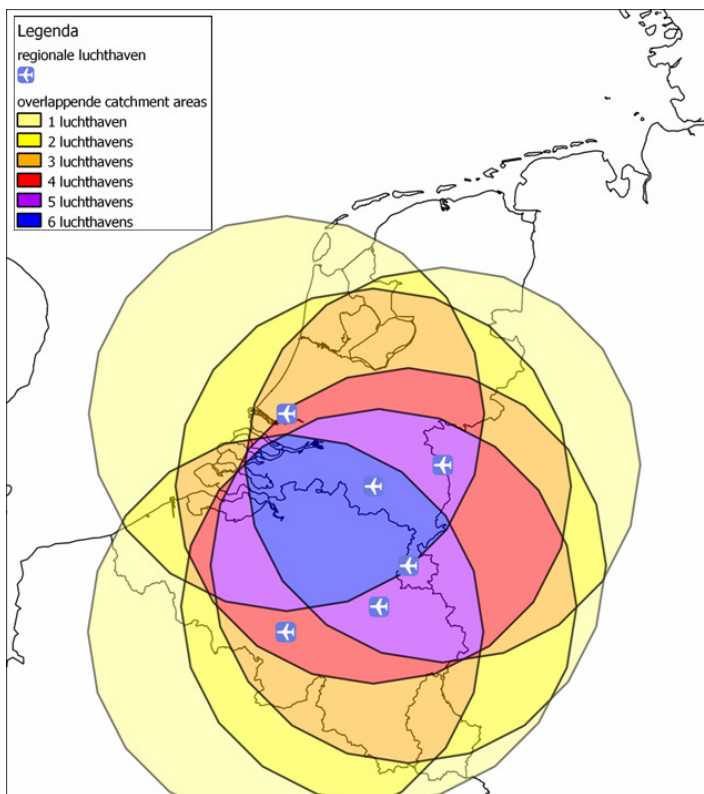 Legenda
regionale luchthaven
overlappende catchment areas
1 luchthaven
2 luchthavens
3 luchthavens
4 luchthavens
5 luchthavens
6 luchthavens